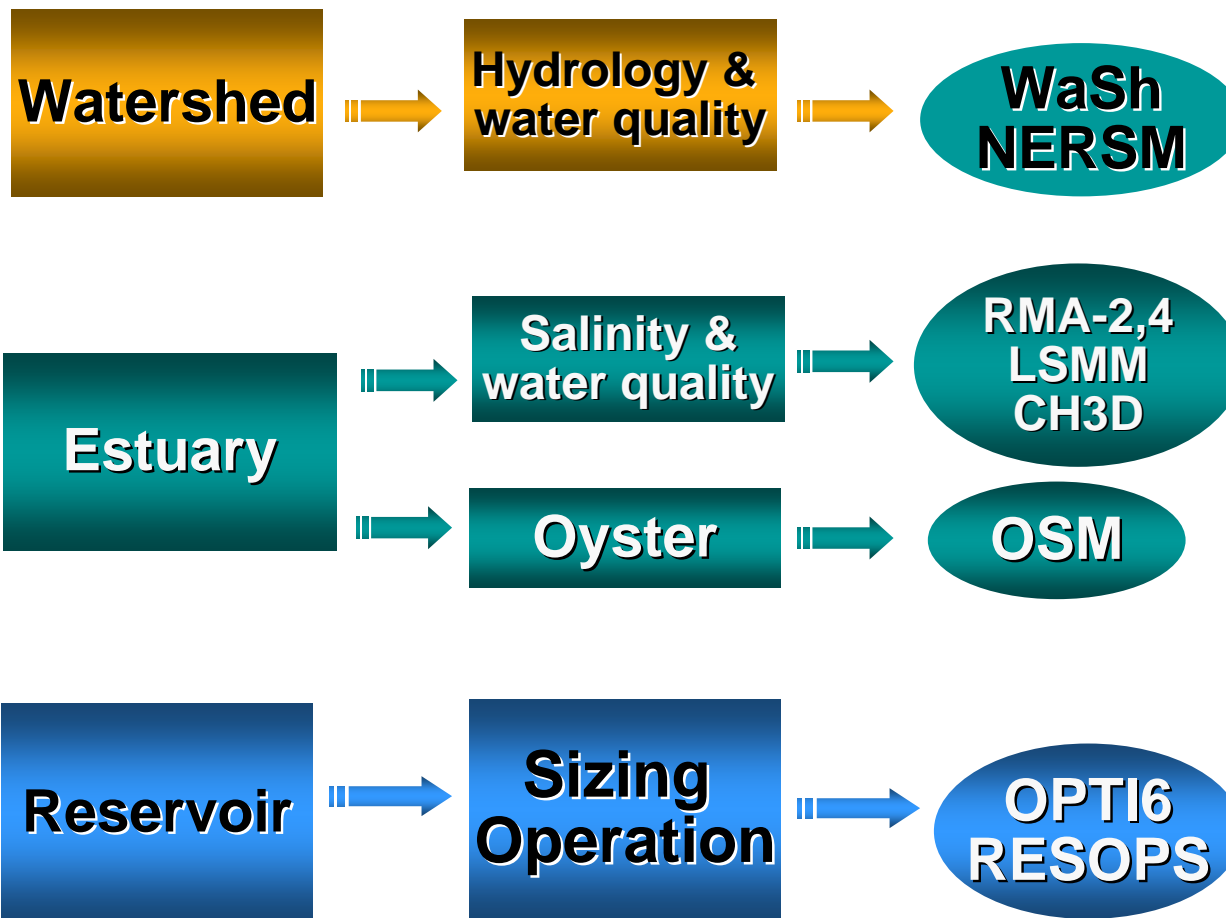 Watershed
Hydrology &
water quality
WaSh
NERSM
Estuary
Salinity &
water quality
RMA-2,4
LSMM
CH3D
Oyster
OSM
Reservoir
Sizing
Operation
OPTI6
RESOPS